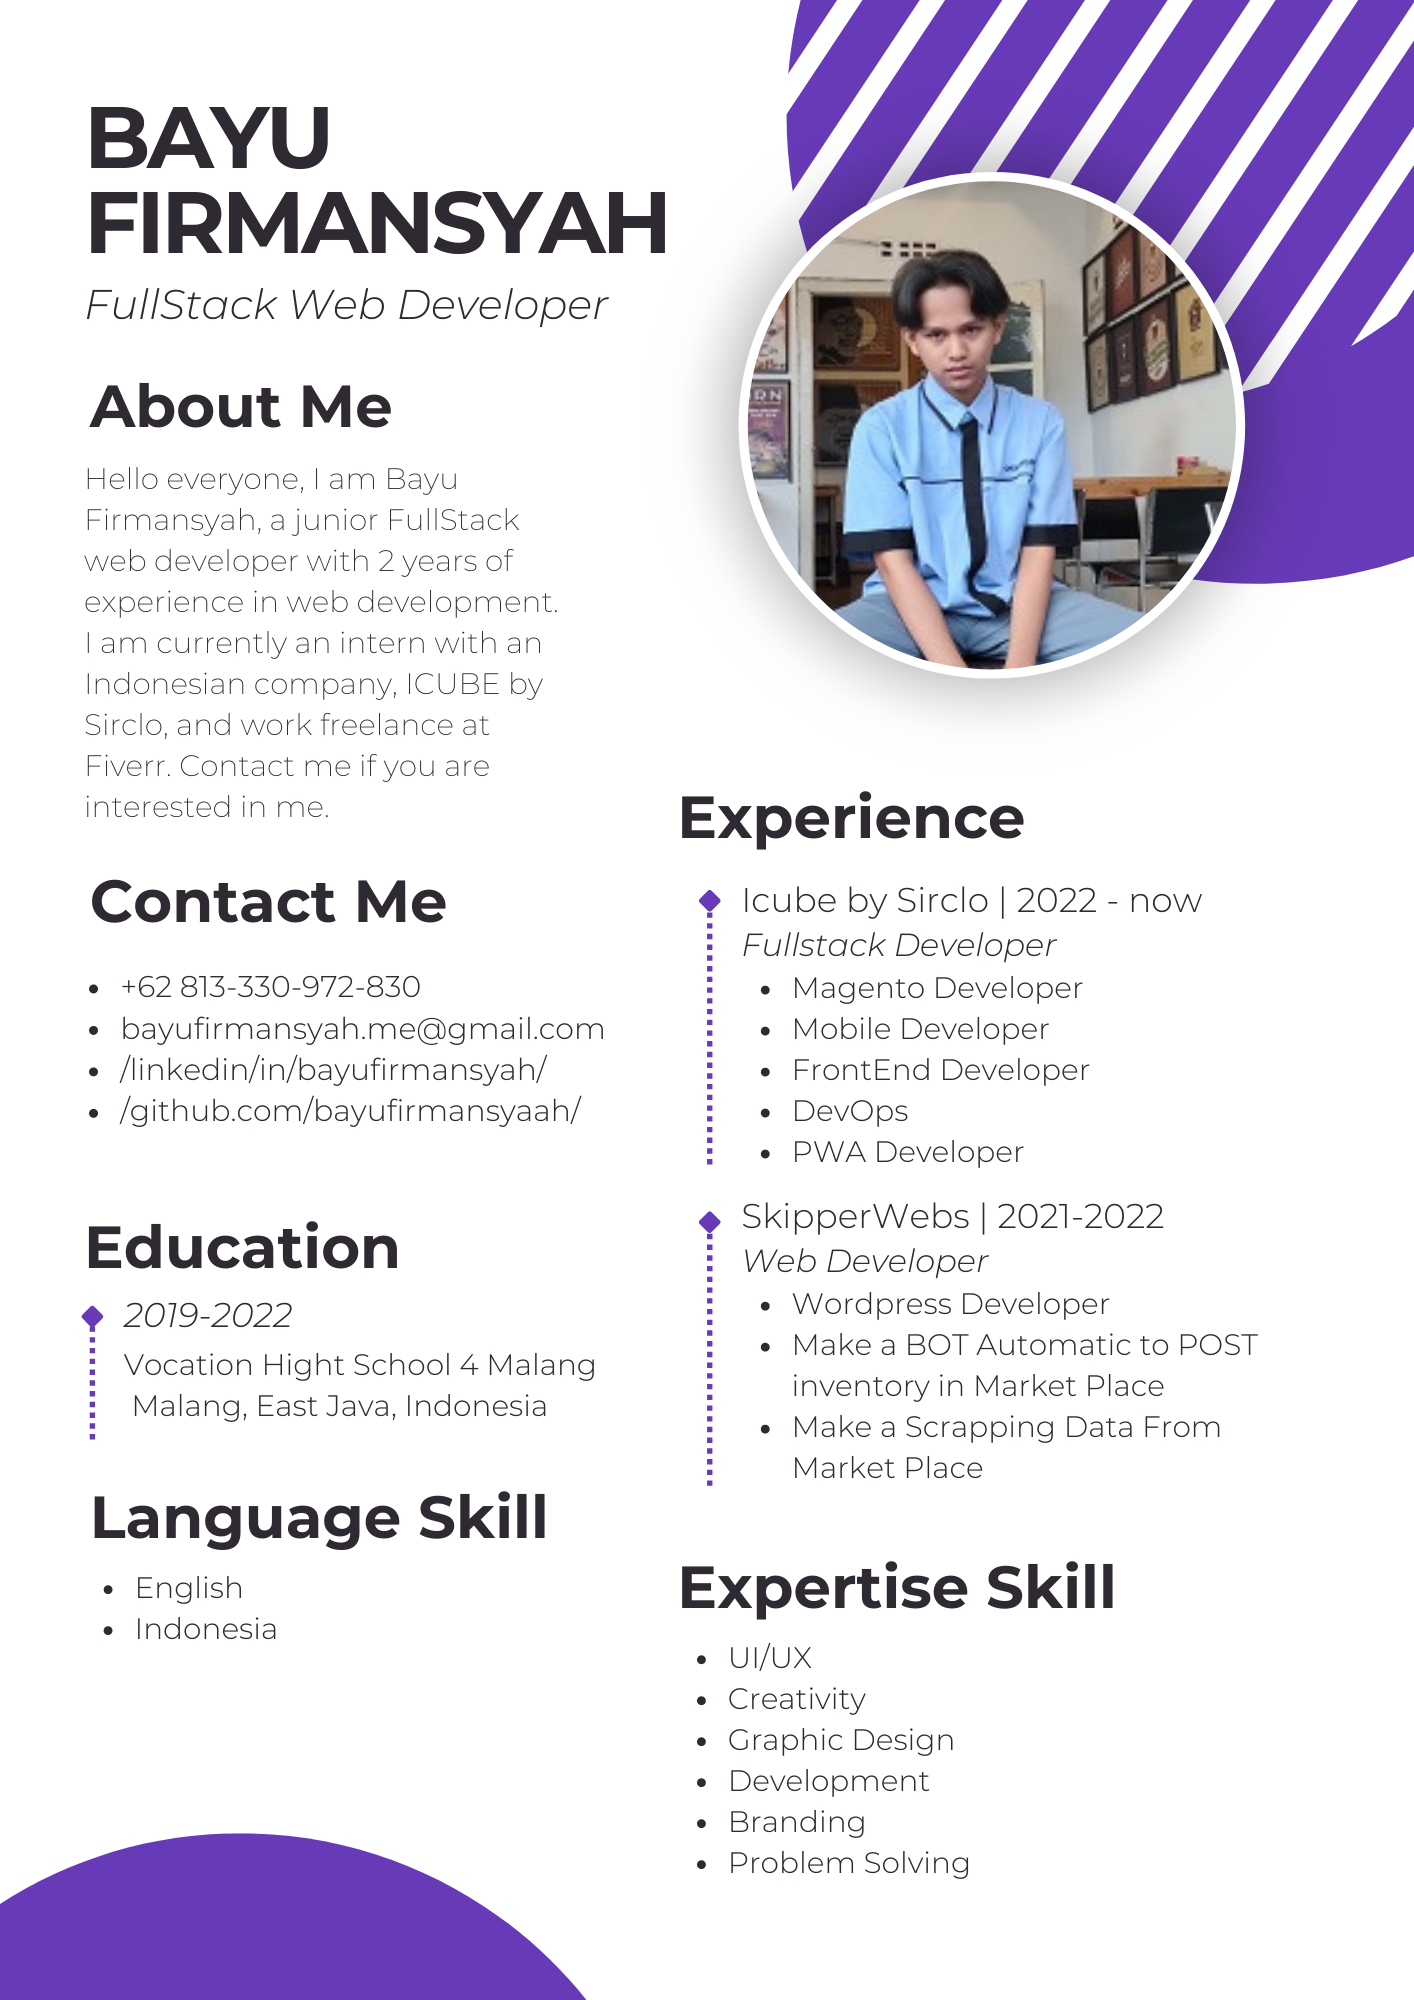 BAYU
FIRMANSYAH
FullStack Web Developer
About Me
Hello everyone, I am Bayu
Firmansyah, a junior FullStack
web developer with 2 years of
experience in web development.
I am currently an intern with an
Indonesian company, ICUBE by
Sirclo, and work freelance at
Fiverr. Contact me if you are
interested in me.
Contact Me
• +62 813-330-972-830
• bayufirmansyah.me@gmail.com
• /linkedin/in/bayufirmansyah/
• /github.com/bayufirmansyaah/
Education
2019-2022
Vocation Hight School 4 Malang
Malang, East Java, Indonesia
Language Skill
• English
• Indonesia
Experience
Icube by Sirclo | 2022 - now
Fullstack Developer
• Magento Developer
• Mobile Developer
• FrontEnd Developer
• DevOps
• PWA Developer
SkipperWebs | 2021-2022
Web Developer
• Wordpress Developer
• Make a BOT Automatic to POST
inventory in Market Place
• Make a Scrapping Data From
Market Place
Expertise Skill
• UI/UX
• Creativity
• Graphic Design
• Development
• Branding
• Problem Solving